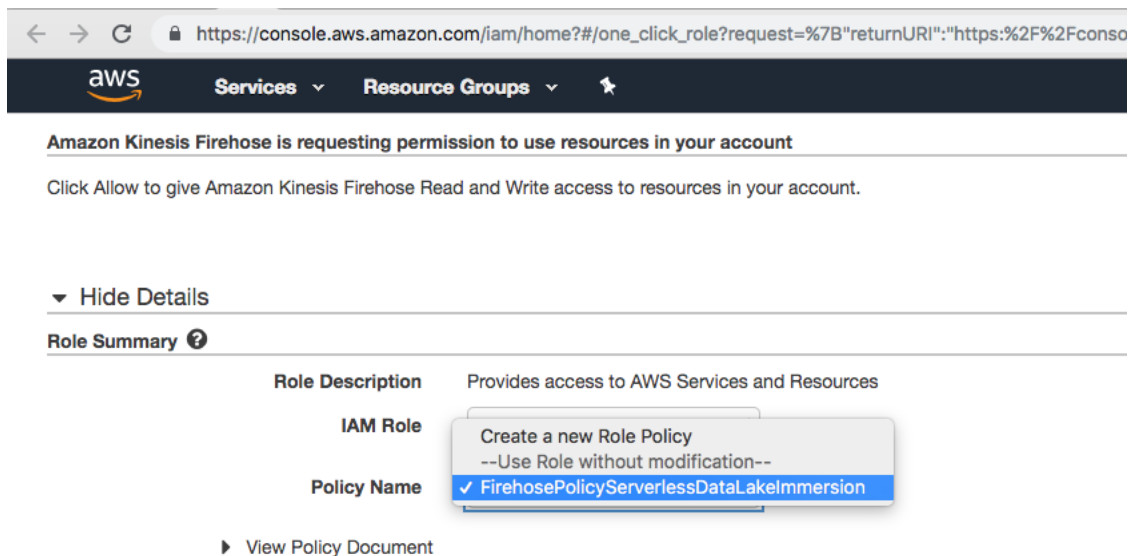 https://console.aws.amazon.com/iam/home?#/one_click_role?request=%7B"returnURI":"https:%2F%2Fconso
aws Services Resource Groups
Amazon Kinesis Firehose is requesting permission to use resources in your account
Click Allow to give Amazon Kinesis Firehose Read and Write access to resources in your account.
Hide Details
Role Summary ?
Role Description Provides access to AWS Services and Resources
IAM Role
Create a new Role Policy
--Use Role without modification--
Policy Name ✓ FirehosePolicyServerlessDataLakeImmersion
View Policy Document